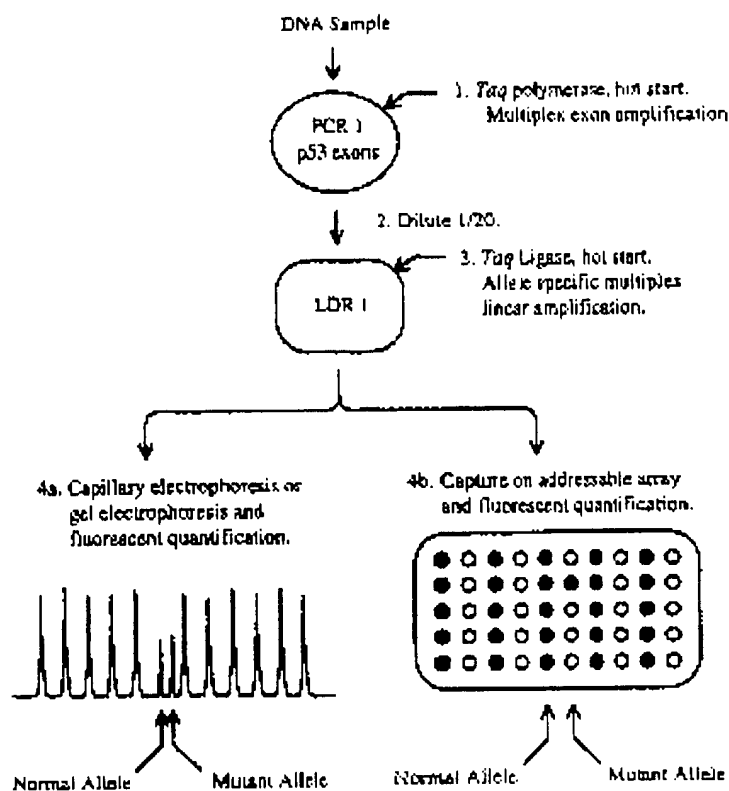 DNA Sample
1. Taq polymerase, hot start.
Multiplex exon amplification
PCR 1
p53 exons
2. Dilute 1/20.
3. Taq Ligase, hot start.
Allele specific multiplex
linear amplification.
LDR 1
4a. Capillary electrophoresis or
gel electrophoresis and
fluorescent quantification.
4b. Capture on addressable array
and fluorescent quantification.
Normal Allele
Mutant Allele
Normal Allele
Mutant Allele